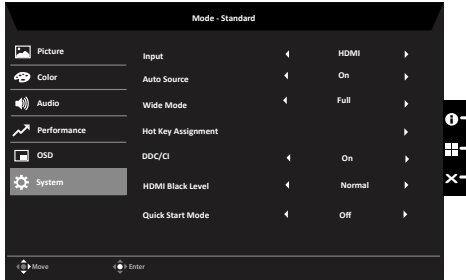 Mode - Standard
Picture
Color
Audio
Performance
OSD
System
Input HDMI
Auto Source On
Wide Mode Full
Hot Key Assignment
DDC/CI On
HDMI Black Level Normal
Quick Start Mode Off
Move Enter